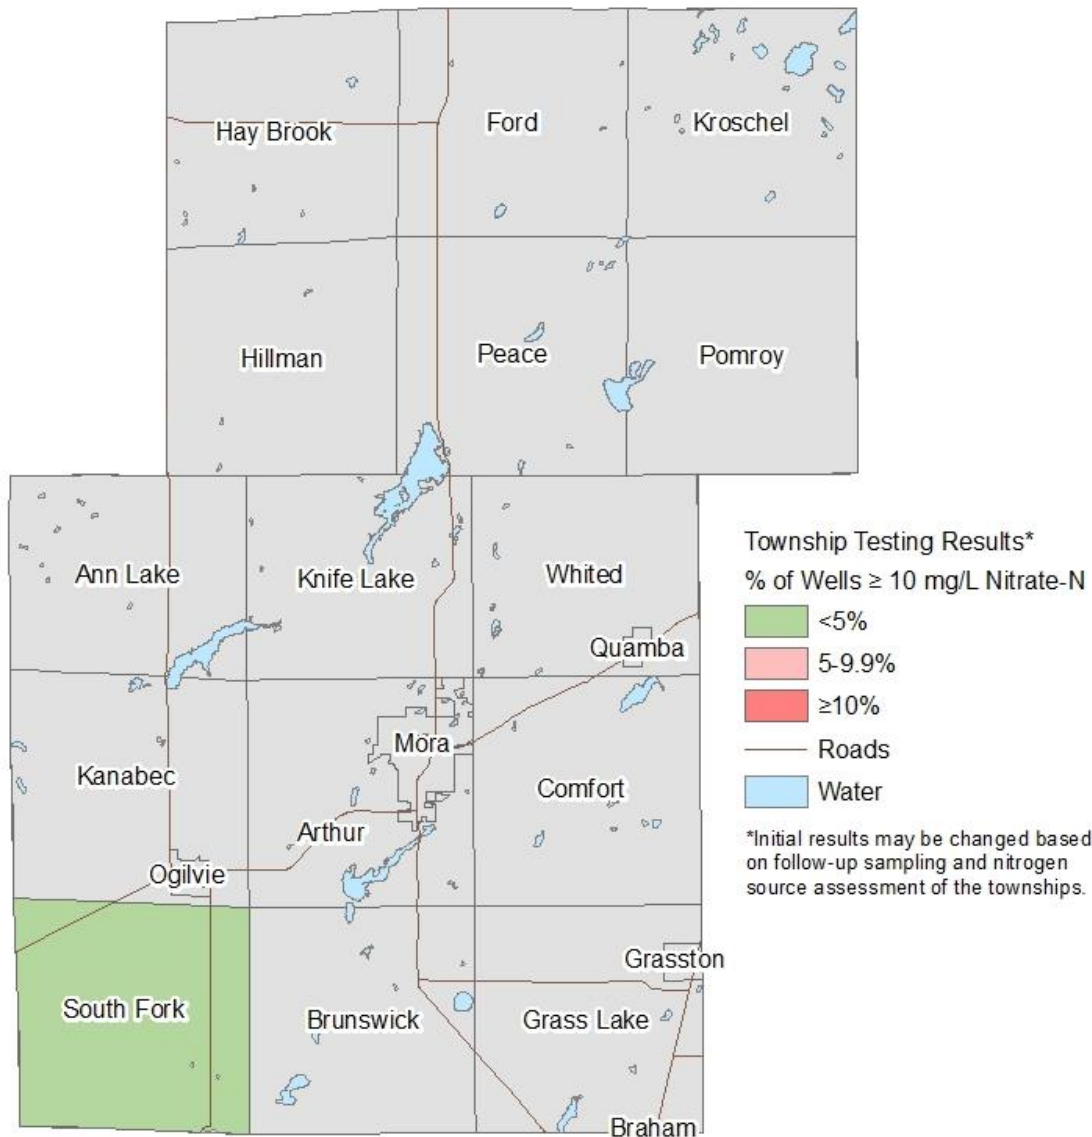 Hay Brook
Ford
Kroschel
Hillman
Peace
Pomroy
Ann Lake
Knife Lake
Whited
Quamba
Mora
Kanabec
Comfort
Arthur
Ogilvie
Grasston
South Fork
Brunswick
Grass Lake
Braham
Township Testing Results*
% of Wells ≥ 10 mg/L Nitrate-N
<5%
5-9.9%
≥10%
Roads
Water
*Initial results may be changed based
on follow-up sampling and nitrogen
source assessment of the townships.